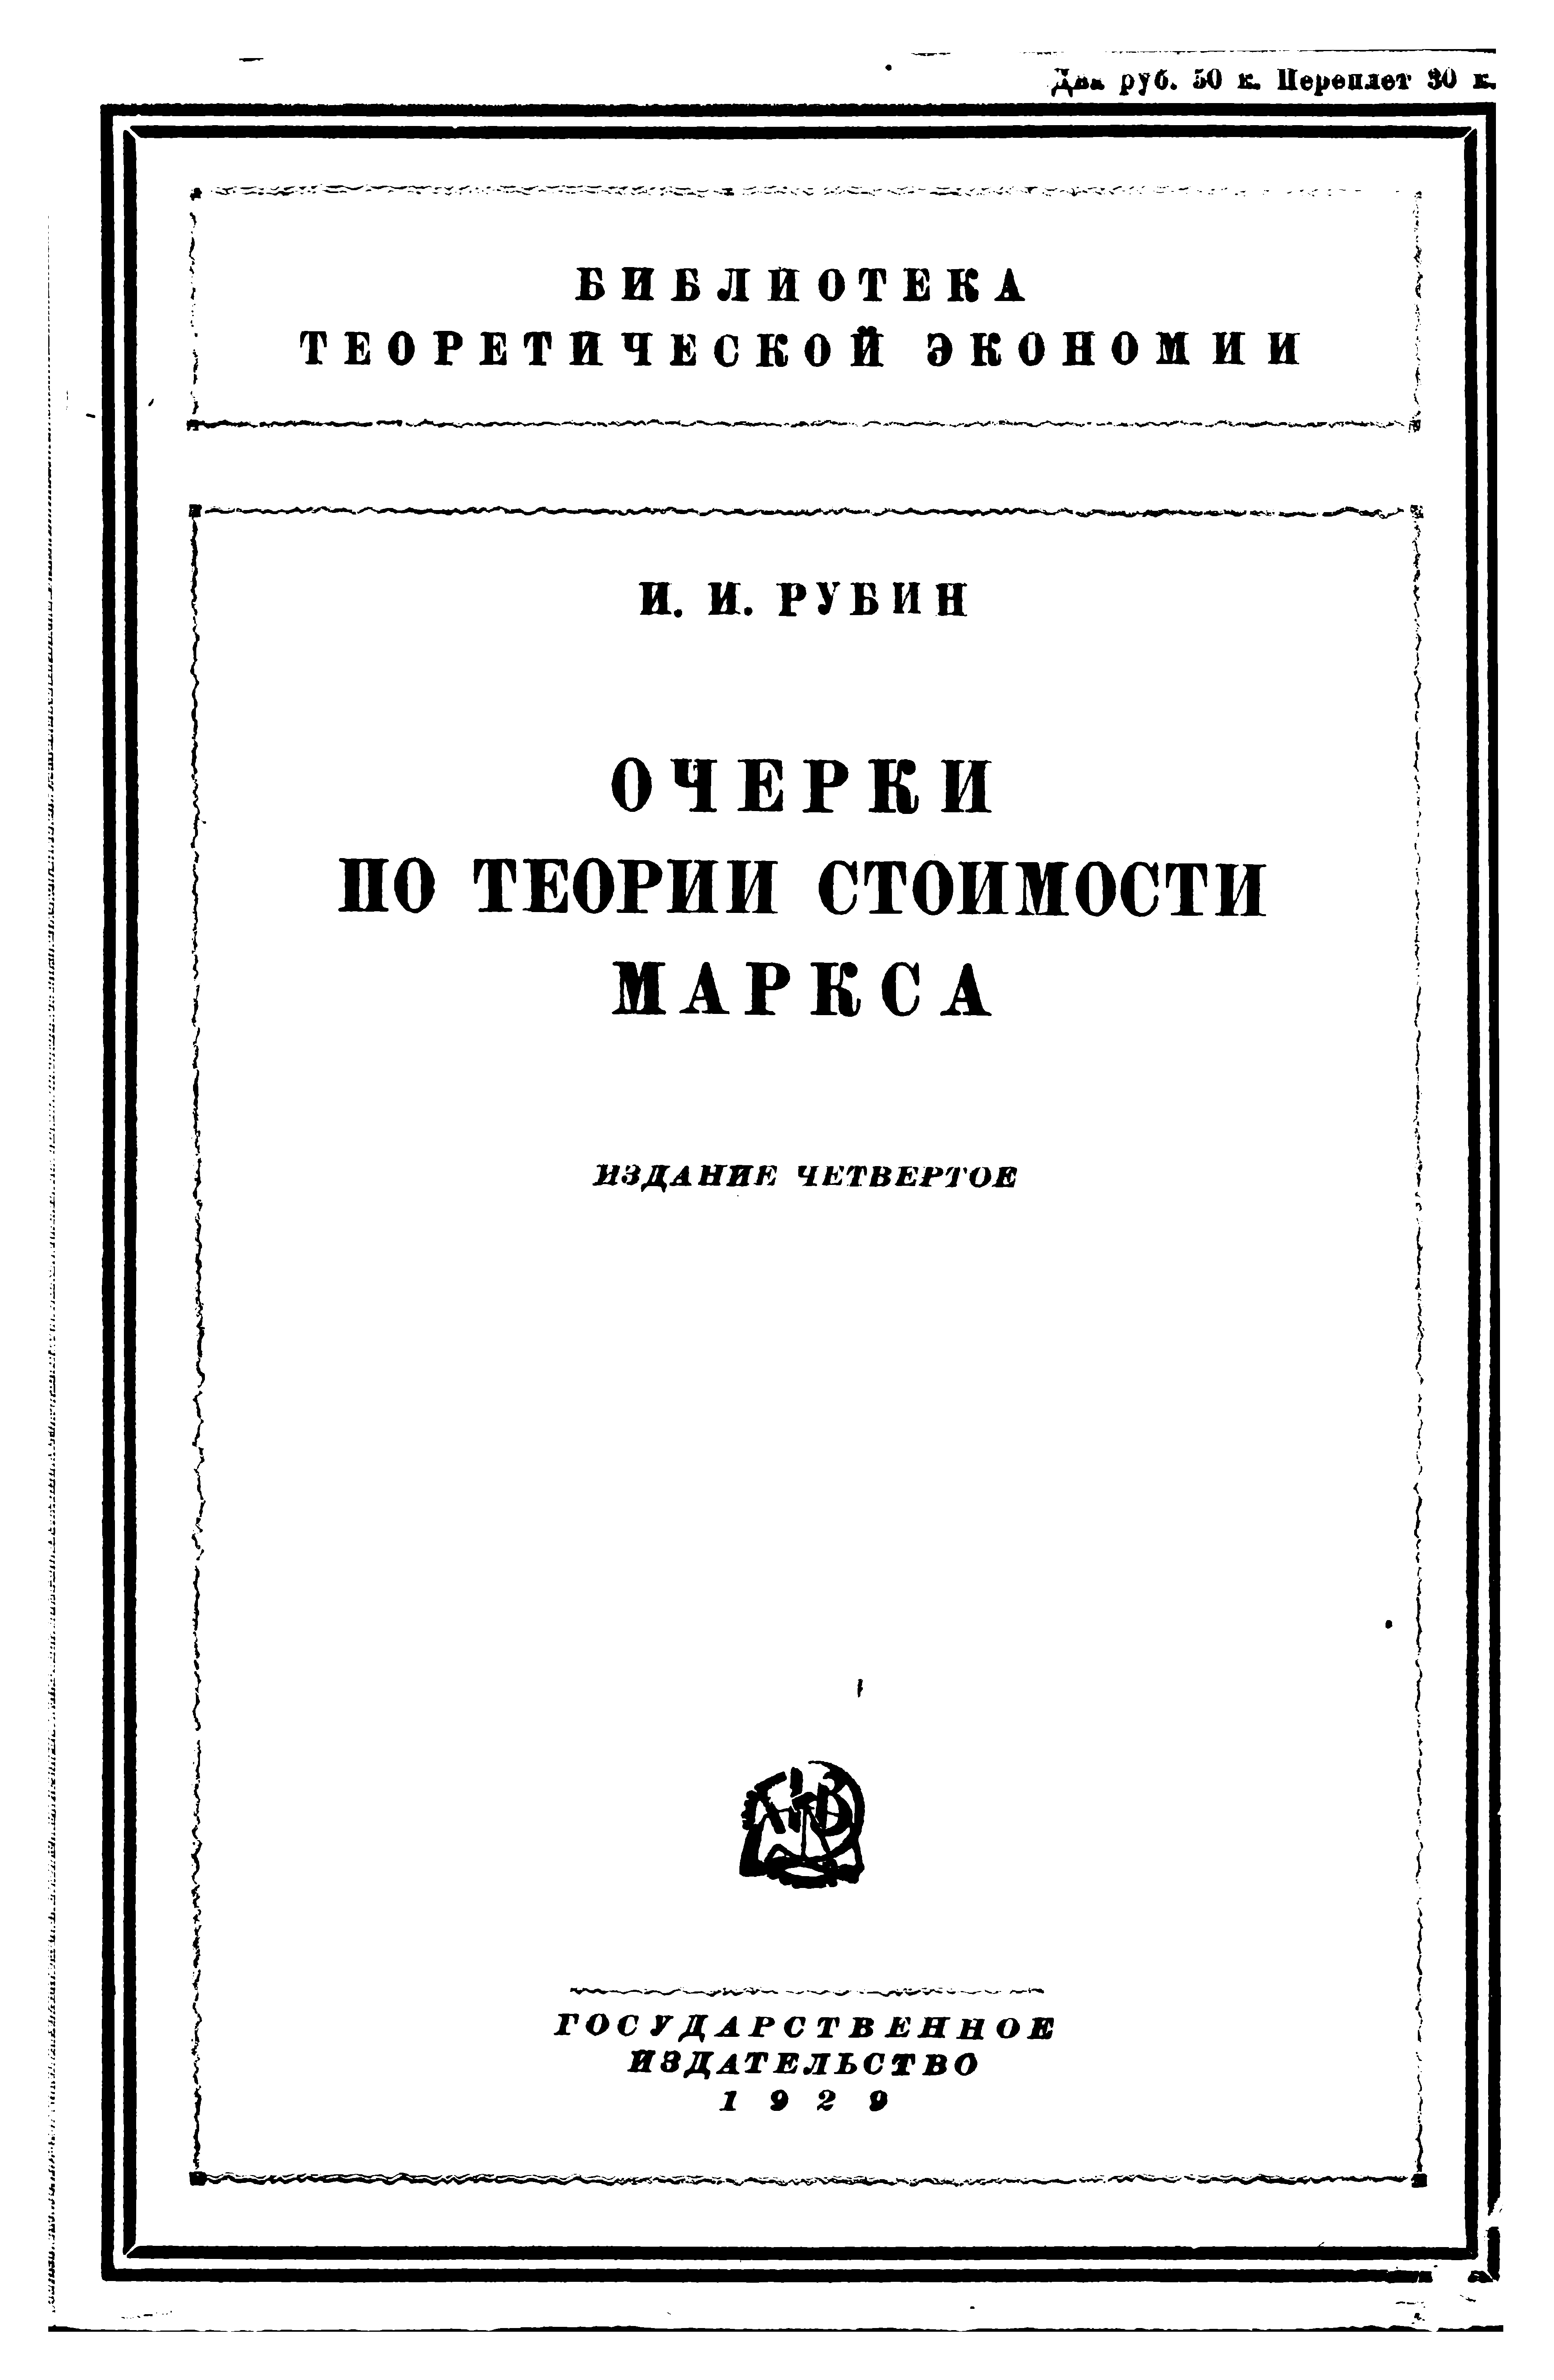 Два руб. 50 к. Переплет 30 к.
БИБЛИОТЕКА
ТЕОРЕТИЧЕСКОЙ ЭКОНОМИИ
И. И. РУБИН
ОЧЕРКИ
ПО ТЕОРИИ СТОИМОСТИ
МАРКСА
ИЗДАНИЕ ЧЕТВЕРТОЕ
ГОСУДАРСТВЕННОЕ
ИЗДАТЕЛЬСТВО
1929